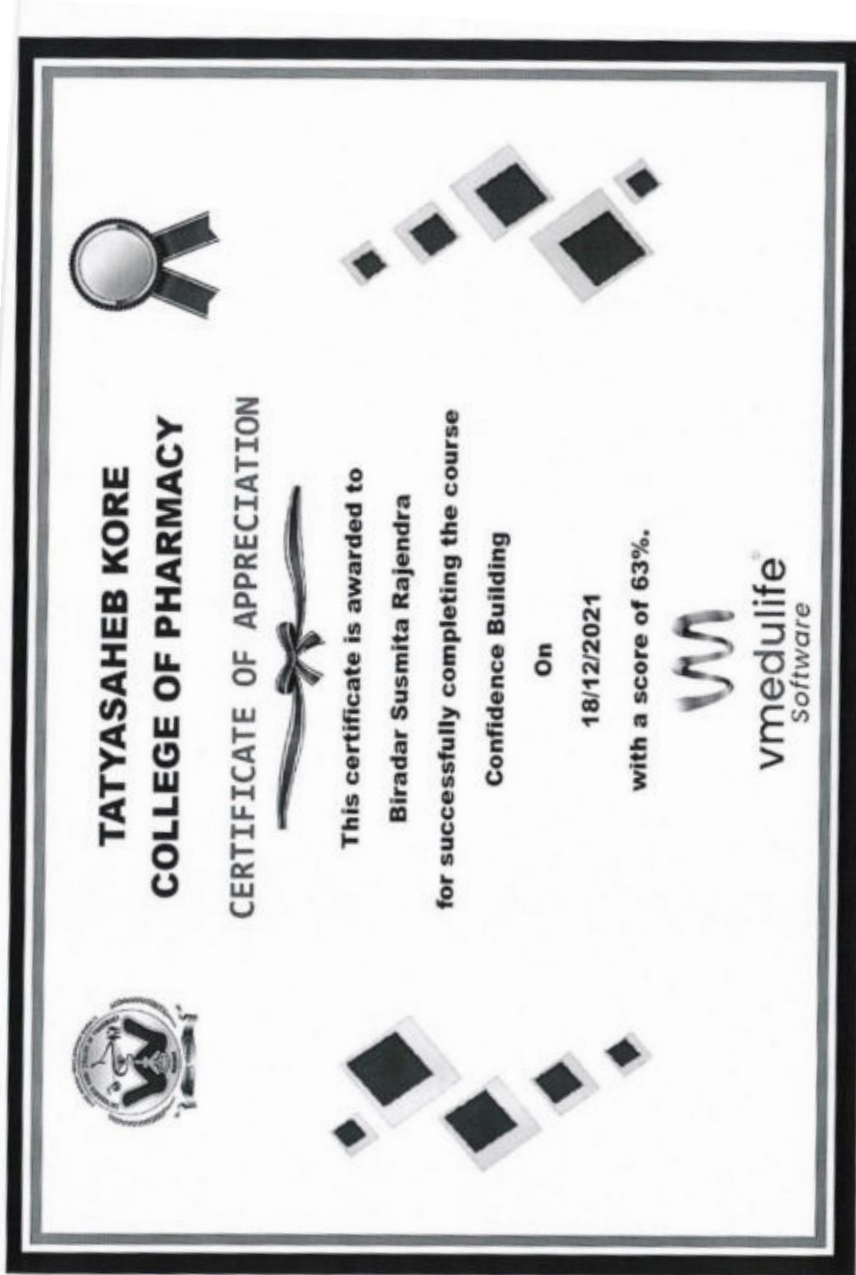 TATYASAHEB KORE
COLLEGE OF PHARMACY
CERTIFICATE OF APPRECIATION
This certificate is awarded to
Biradar Susmita Rajendra
for successfully completing the course
Confidence Building
On
18/12/2021
with a score of 63%.
vmedulife
Software